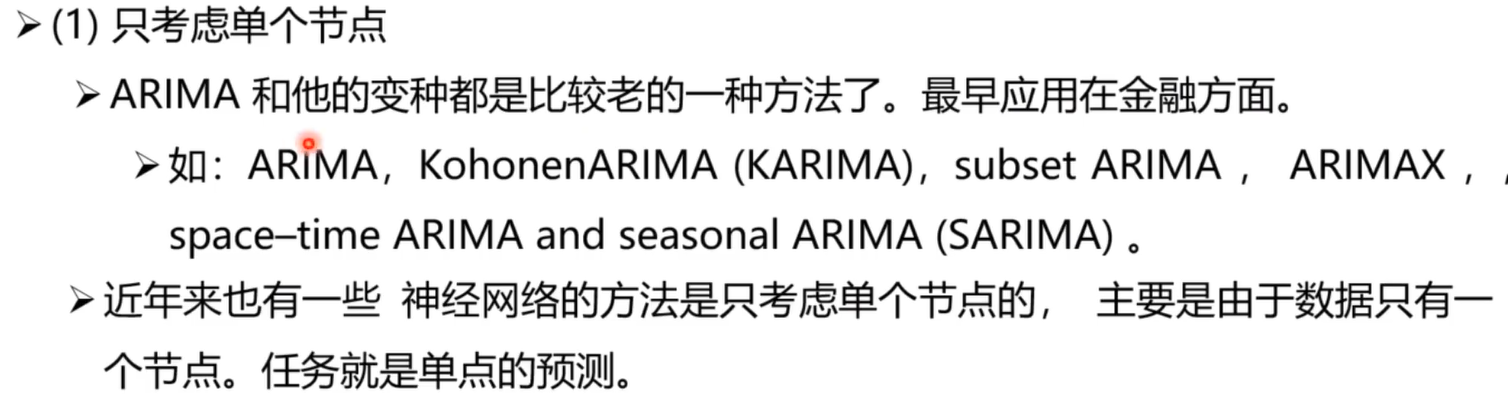 ➢(1) 只考虑单个节点
➢ARIMA 和他的变种都是比较老的一种方法了。最早应用在金融方面。
➢如：ARIMA，KohonenARIMA (KARIMA)，subset ARIMA ， ARIMAX ，,
space–time ARIMA and seasonal ARIMA (SARIMA) 。
➢近年来也有一些 神经网络的方法是只考虑单个节点的， 主要是由于数据只有一
个节点。任务就是单点的预测。